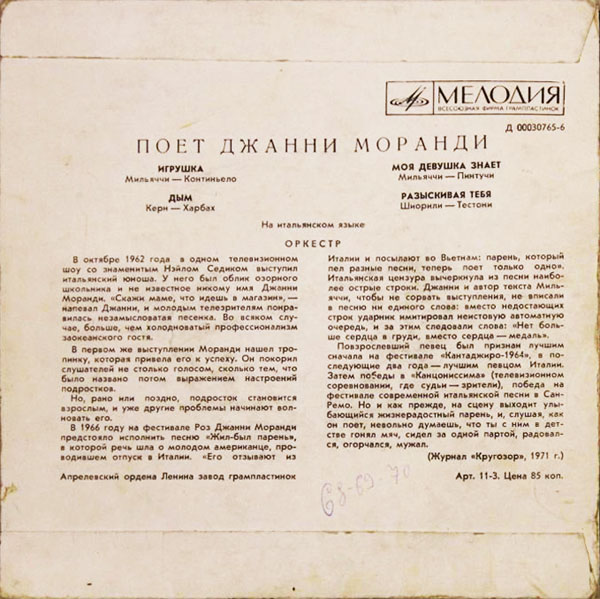 МЕЛОДИЯ
ВСЕСОЮЗНАЯ ФИРМА ГРАМПЛАСТИНОК
Д 00030765-6
ПОЕТ ДЖАННИ МОРАНДИ
ИГРУШКА
Мильяччи — Континьело
ДЫМ
Керн — Харбах
МОЯ ДЕВУШКА ЗНАЕТ
Мильяччи — Пинтучи
РАЗЫСКИВАЯ ТЕБЯ
Шиорили — Тестони
На итальянском языке
ОРКЕСТР
В октябре 1962 года в одном телевизионном
шоу со знаменитым Нэйлом Седиком выступил
итальянский юноша. У него был облик озорного
школьника и не известное никому имя Джанни
Моранди. «Скажи маме, что идешь в магазин», —
напевал Джанни, и молодым телезрителям понра-
вилась незамысловатая песенка. Во всяком слу-
чае, больше, чем холодноватый профессионализм
заокеанского гостя.
В первом же выступлении Моранди нашел тро-
пинку, которая привела его к успеху. Он покорил
слушателей не столько голосом, сколько тем, что
было названо потом выражением настроений
подростков.
Но, рано или поздно, подросток становится
взрослым, и уже другие проблемы начинают вол-
новать его.
В 1966 году на фестивале Роз Джанни Моранди
предстояло исполнить песню «Жил-был парень»,
в которой речь шла о молодом американце, про-
водившем отпуск в Италии. «Его отзывают из
Италии и посылают во Вьетнам: парень, который
пел разные песни, теперь поет только одно».
Итальянская цензура вычеркнула из песни наибо-
лее острые строки. Джанни и автор текста Миль-
яччи, чтобы не сорвать выступления, не вписали
в песню ни единого слова: вместо недостающих
строк ударник имитировал неистовую автоматную
очередь, и за этим следовали слова: «Нет боль-
ше сердца в груди, вместо сердца — медаль».
Повзрослевший певец был признан лучшим
сначала на фестивале «Кантаджиро-1964», в по-
следующие два года — лучшим певцом Италии.
Затем победы в «Канцониссима» (телевизионном
соревновании, где судьи — зрители), победа на
фестивале современной итальянской песни в Сан-
Ремо. Но и как прежде, на сцену выходит улы-
бающийся жизнерадостный парень, и, слушая, как
он поет, невольно думаешь, что ты с ним в дет-
стве гонял мяч, сидел за одной партой, радовал-
ся, огорчался, мужал.
(Журнал «Кругозор», 1971 г.)
Апрелевский ордена Ленина завод грампластинок
68-69-70
Арт. 11-3. Цена 85 коп.